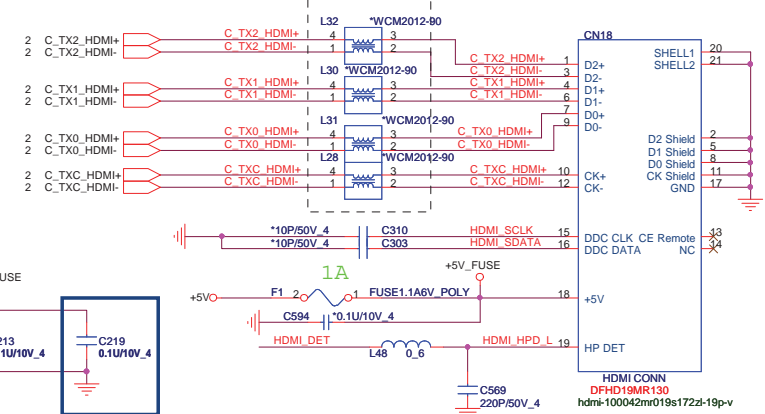 L32 *WCM2012-90 CN18
2 C_TX2_HDMI+ C_TX2_HDMI+ 4 3 SHELL1 20
2 C_TX2_HDMI- C_TX2_HDMI- 1 2 C_TX2_HDMI+ 1 D2+ SHELL2 21
L30 *WCM2012-90 C_TX2_HDMI- 3 D2-
2 C_TX1_HDMI+ C_TX1_HDMI+ 4 3 C_TX1_HDMI+ 4 D1+
2 C_TX1_HDMI- C_TX1_HDMI- 1 2 C_TX1_HDMI- 6 D1-
7 D0+
L31 *WCM2012-90 9 D0-
2 C_TX0_HDMI+ C_TX0_HDMI+ 4 3 C_TX0_HDMI+ D2 Shield 2
2 C_TX0_HDMI- C_TX0_HDMI- 1 2 C_TX0_HDMI- D1 Shield 5
L28 *WCM2012-90 D0 Shield 8
2 C_TXC_HDMI+ C_TXC_HDMI+ 4 3 C_TXC_HDMI+ 10 CK+ CK Shield 11
2 C_TXC_HDMI- C_TXC_HDMI- 1 2 C_TXC_HDMI- 12 CK- GND 17
*10P/50V_4 C310 HDMI_SCLK 15 DDC CLK CE Remote 13
*10P/50V_4 C303 HDMI_SDATA 16 DDC DATA NC 14
1A +5V_FUSE
USE
+5V F1 2 1 FUSE1.1A6V_POLY 18 +5V
C594 *0.1U/10V_4
213 C219
1U/10V_4 0.1U/10V_4
HDMI_DET L48 0_6 HDMI_HPD_L 19 HP DET
C569
220P/50V_4
HDMI CONN
DFHD19MR130
hdmi-100042mr019s172zl-19p-v